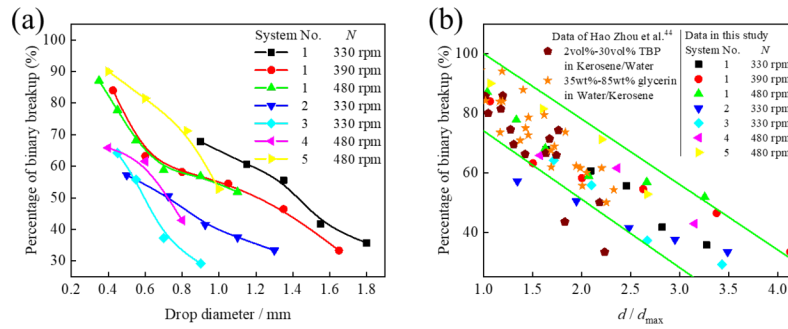 (a)
System No. N
1 330 rpm
1 390 rpm
1 480 rpm
2 330 rpm
3 330 rpm
4 480 rpm
5 480 rpm
Percentage of binary breakup (%)
100
90
80
70
60
50
40
30
0.2 0.4 0.6 0.8 1.0 1.2 1.4 1.6 1.8
Drop diameter / mm
(b)
Data of Hao Zhou et al.44
2vol%-30vol% TBP
in Kerosene/Water
35wt%-85wt% glycerin
in Water/Kerosene
Data in this study
System No. N
1 330 rpm
1 390 rpm
1 480 rpm
2 330 rpm
3 330 rpm
4 480 rpm
5 480 rpm
Percentage of binary breakup (%)
100
80
60
40
1.0 1.5 2.0 2.5 3.0 3.5 4.0
d / dmax